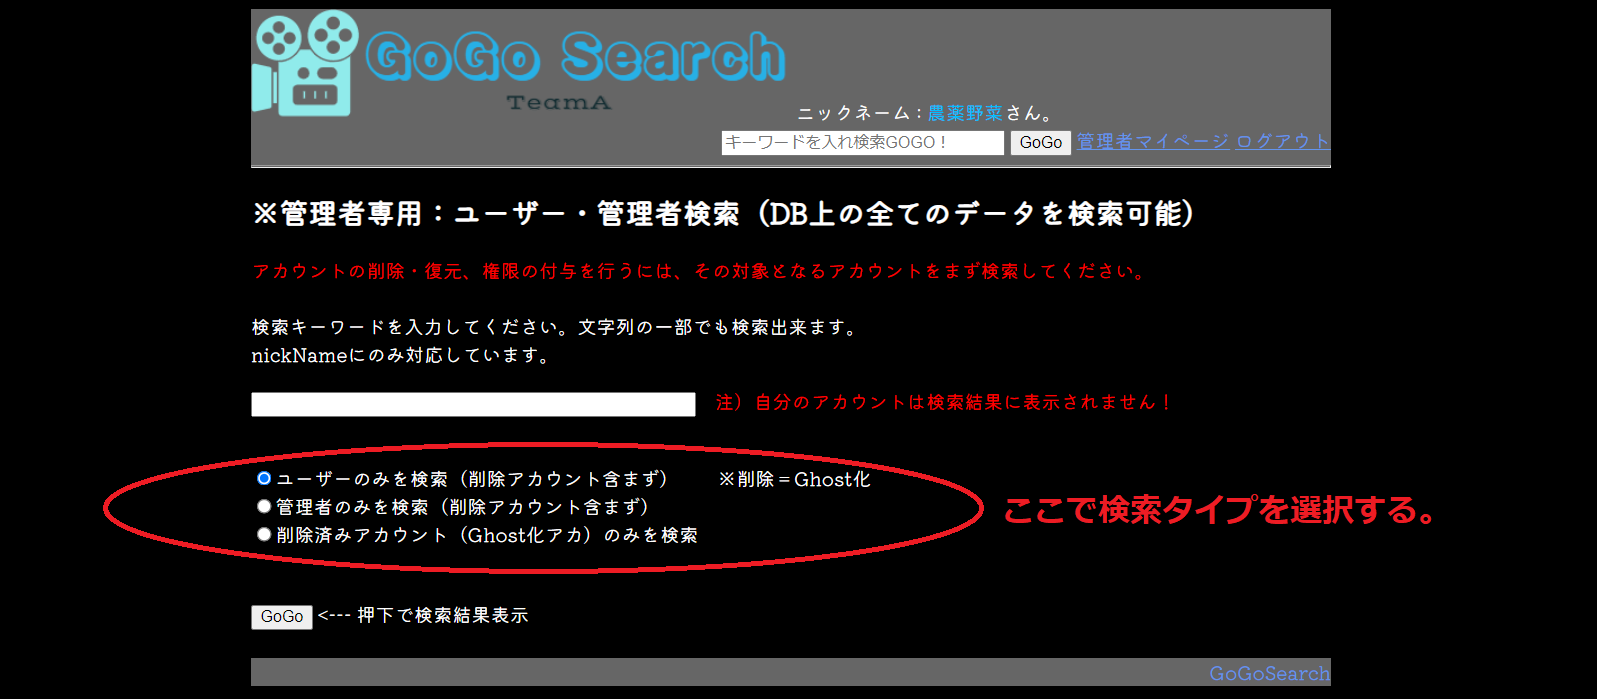 GoGo Search
TeamA
ニックネーム：農薬野菜さん。
キーワードを入れ検索GOGO！ GoGo 管理者マイページ ログアウト
※管理者専用：ユーザー・管理者検索（DB上の全てのデータを検索可能）
アカウントの削除・復元、権限の付与を行うには、その対象となるアカウントをまず検索してください。
検索キーワードを入力してください。文字列の一部でも検索出来ます。
nickNameにのみ対応しています。
注）自分のアカウントは検索結果に表示されません！
ユーザーのみを検索（削除アカウント含まず） ※削除＝Ghost化
管理者のみを検索（削除アカウント含まず）
削除済みアカウント（Ghost化アカ）のみを検索
ここで検索タイプを選択する。
GoGo <--- 押下で検索結果表示
GoGoSearch